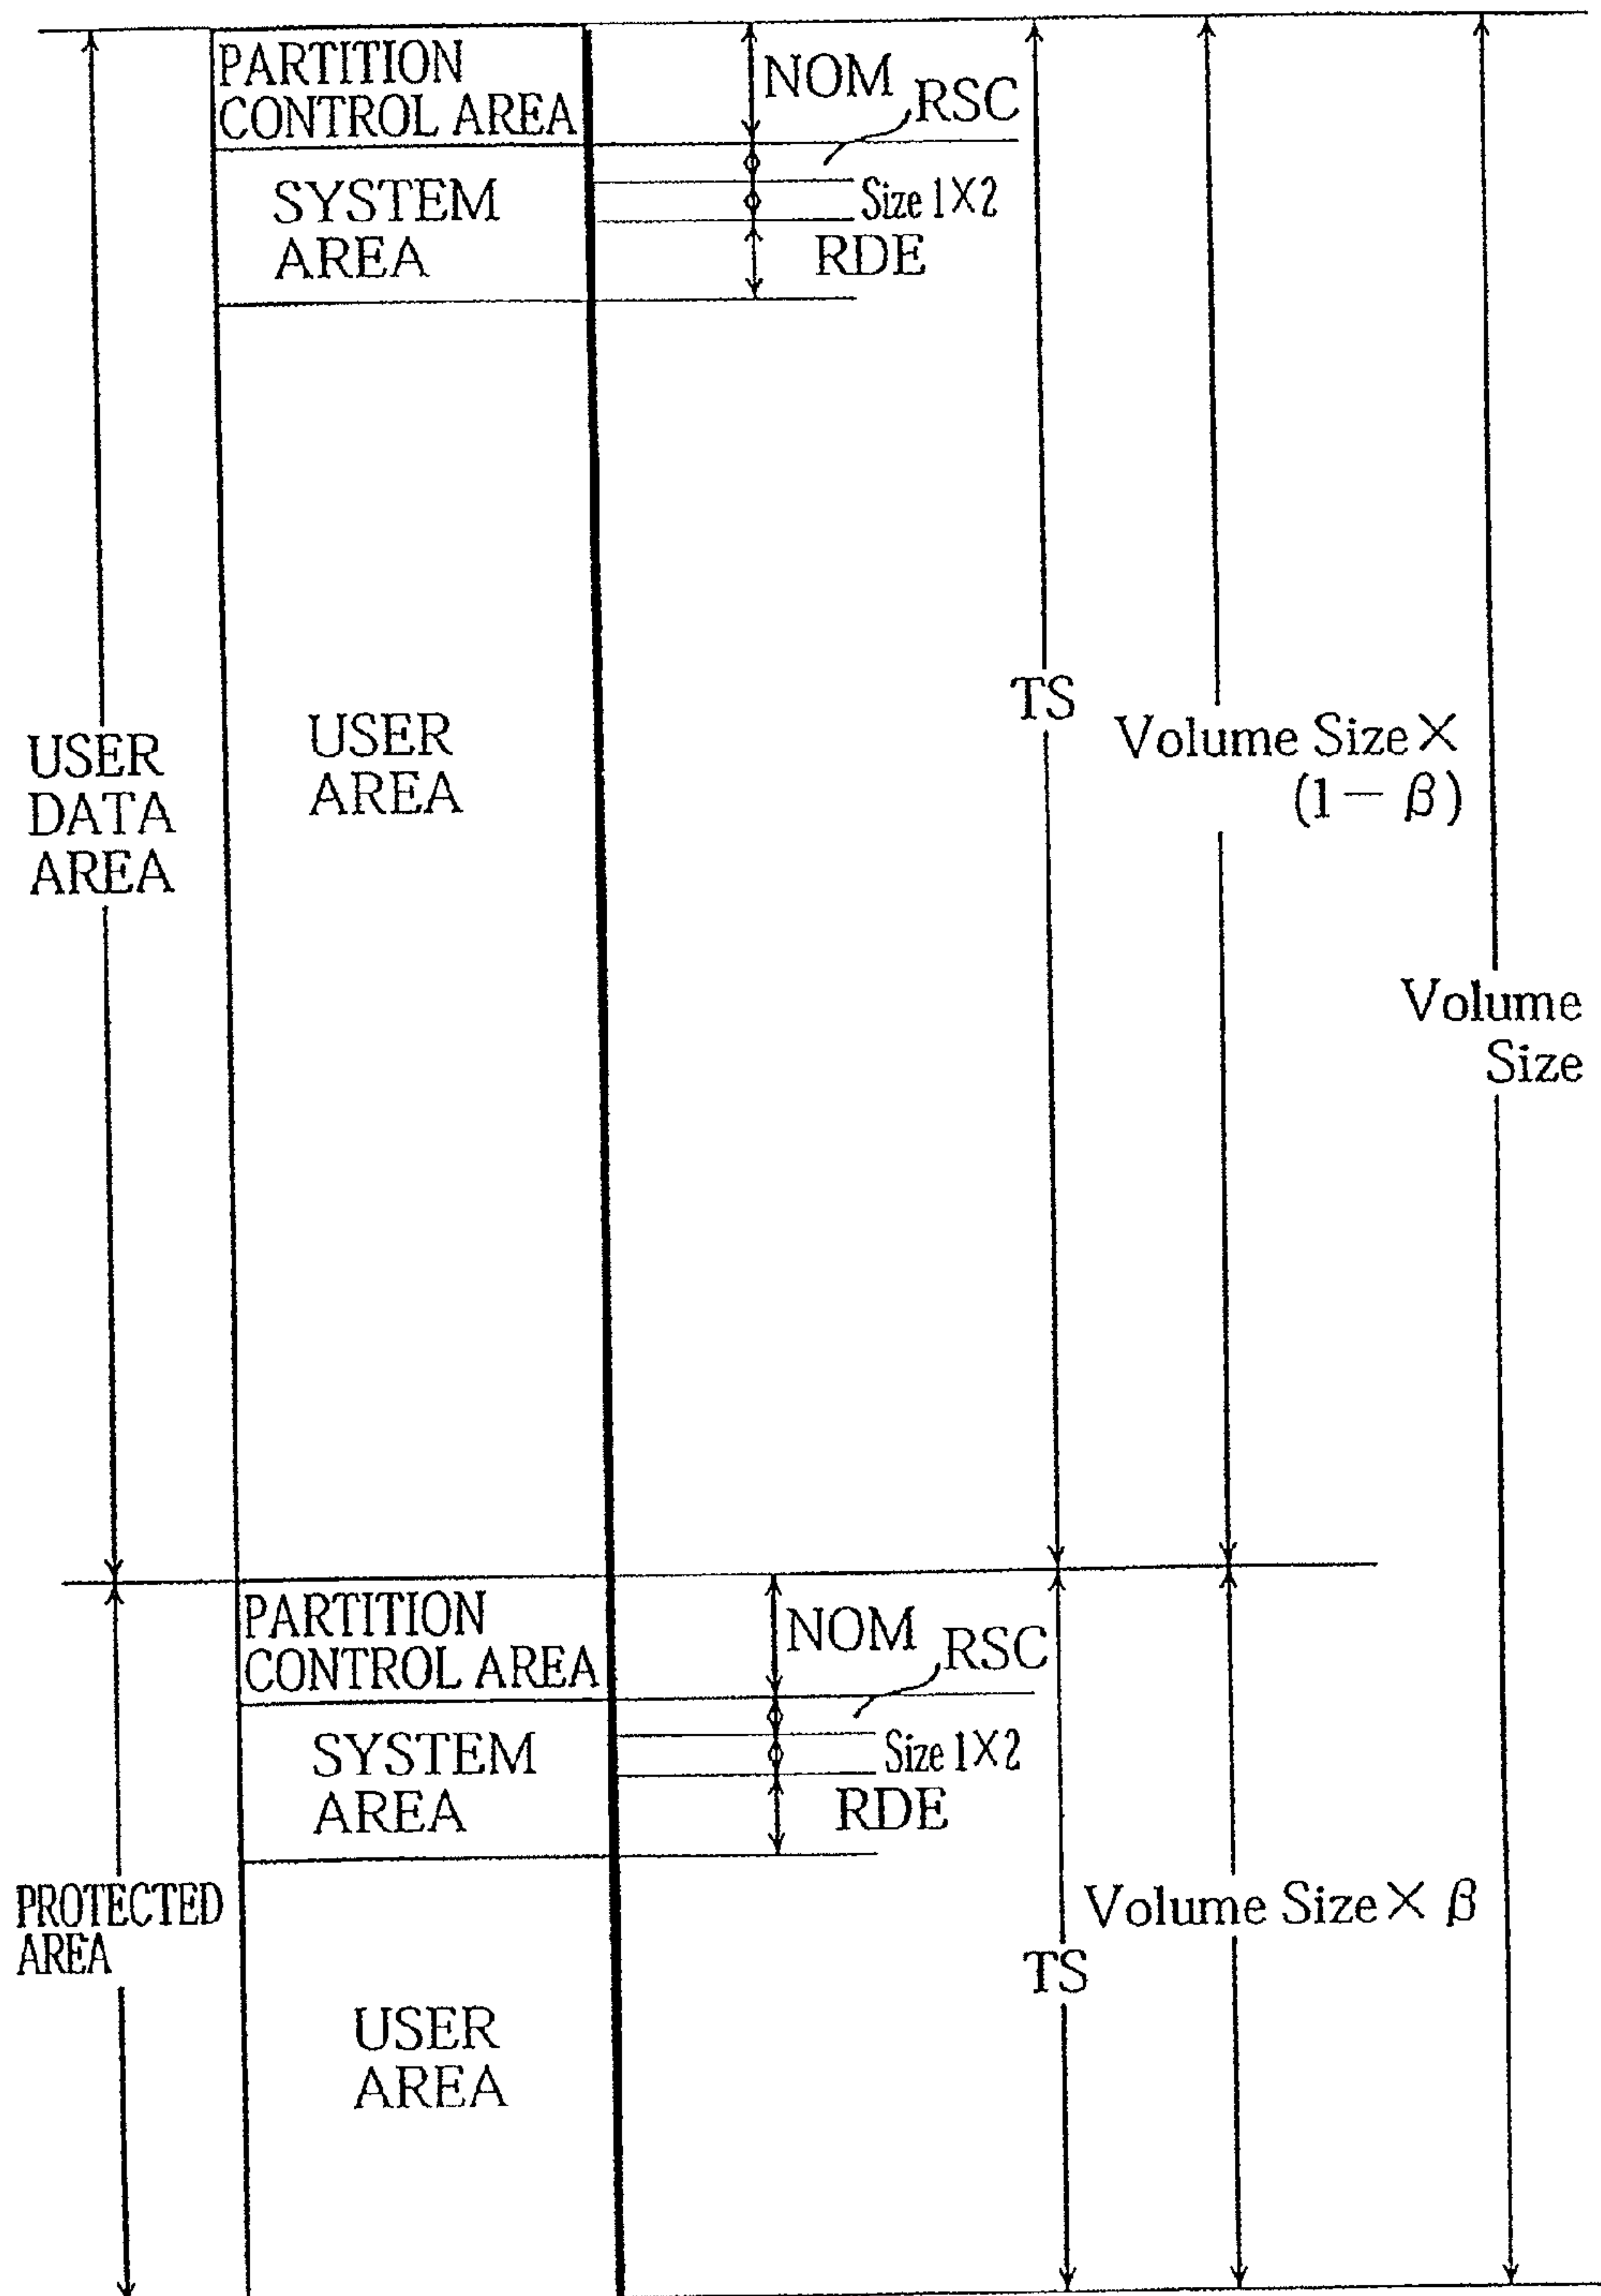 PARTITION
CONTROL AREA
NOM
RSC
SYSTEM
AREA
Size 1×2
RDE
USER
DATA
AREA
USER
AREA
TS
Volume Size×
(1－β)
Volume
Size
PARTITION
CONTROL AREA
NOM
RSC
SYSTEM
AREA
Size 1×2
RDE
PROTECTED
AREA
USER
AREA
TS
Volume Size×β